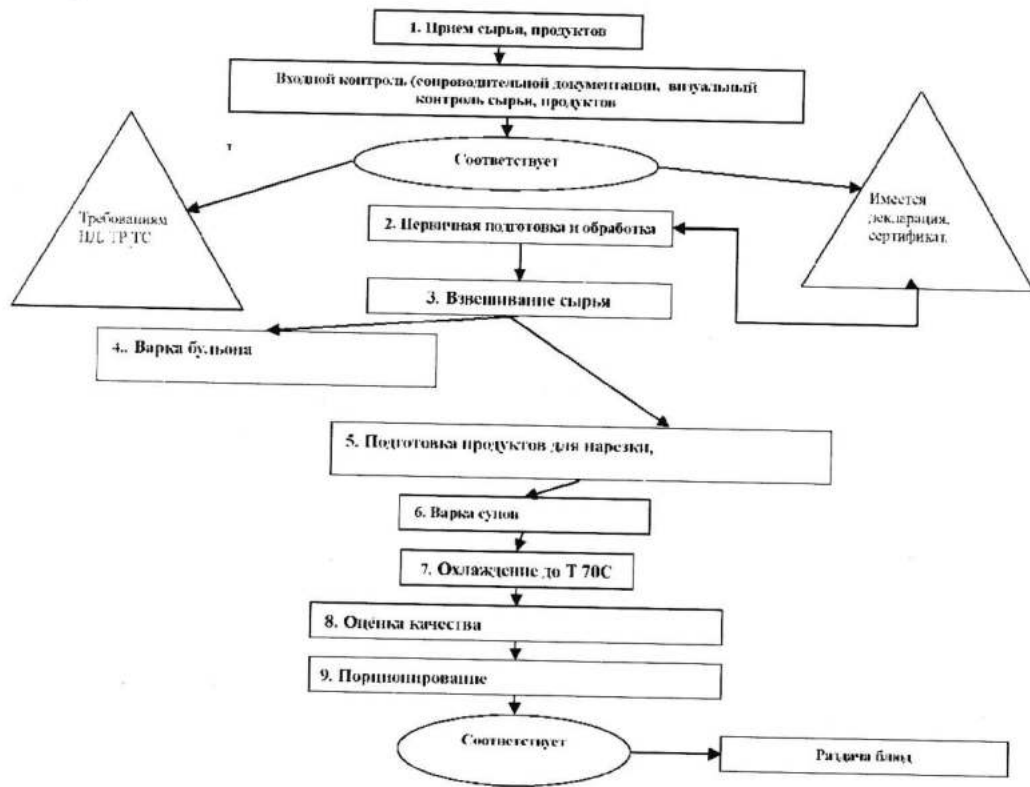 1. Прием сырья, продуктов
Входной контроль (сопроводительной документации, визуальный
контроль сырья, продуктов
т
Соответствует
Требованиям
НД, ТР ТС
Имеется
декларация,
сертификат.
2. Первичная подготовка и обработка
3. Взвешивание сырья
4.. Варка бульона
5. Подготовка продуктов для нарезки,
6. Варка супов
7. Охлаждение до Т 70С
8. Оценка качества
9. Порционирование
Соответствует
Раздача блюд